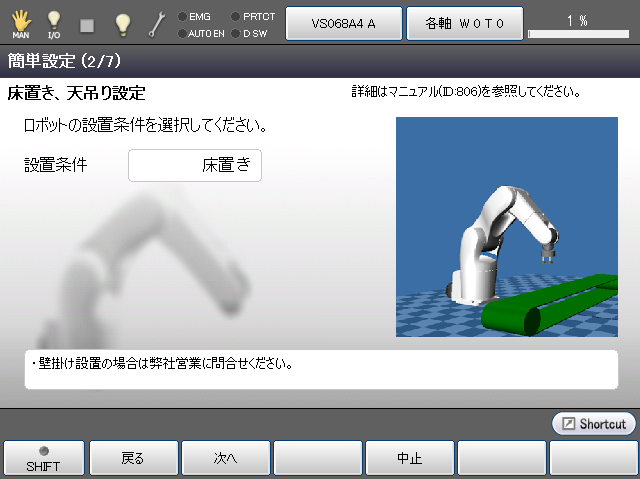 MAN
I/O
EMG
AUTO EN
PRTCT
D SW
VS068A4 A
各軸 W0T0
1 %
簡単設定 (2/7)
床置き、天吊り設定
詳細はマニュアル(ID:806)を参照してください。
ロボットの設置条件を選択してください。
設置条件
床置き
・壁掛け設置の場合は弊社営業に問合せください。
Shortcut
SHIFT
戻る
次へ
中止